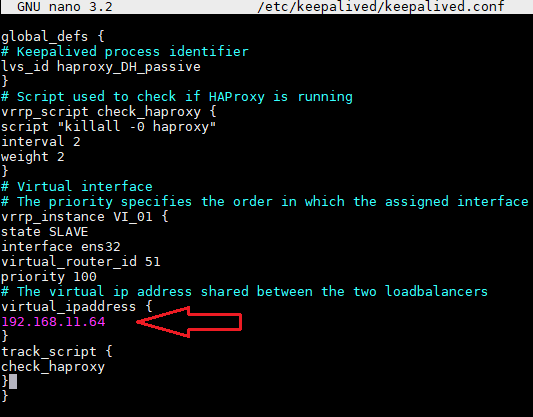 GNU nano 3.2 /etc/keepalived/keepalived.conf
global_defs {
# Keepalived process identifier
lvs_id haproxy_DH_passive
}
# Script used to check if HAProxy is running
vrrp_script check_haproxy {
script "killall -0 haproxy"
interval 2
weight 2
}
# Virtual interface
# The priority specifies the order in which the assigned interface
vrrp_instance VI_01 {
state SLAVE
interface ens32
virtual_router_id 51
priority 100
# The virtual ip address shared between the two loadbalancers
virtual_ipaddress {
192.168.11.64
}
track_script {
check_haproxy
}
}